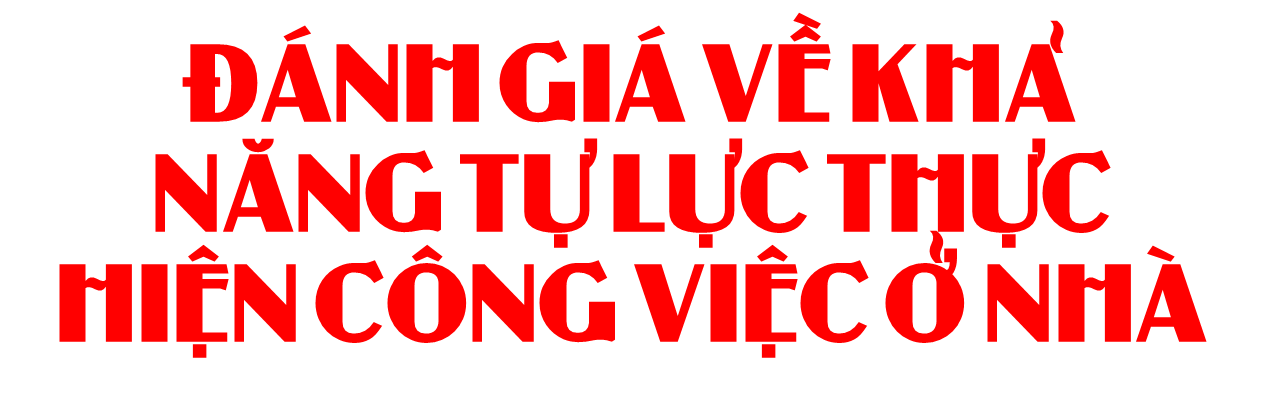 ĐÁNH GIÁ VỀ KHẢ
NĂNG TỰ LỰC THỰC
HIỆN CÔNG VIỆC Ở NHÀ